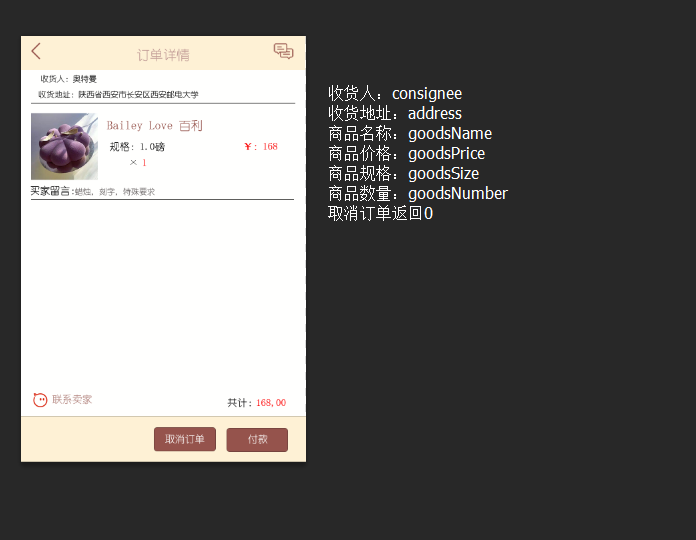 订单详情
收货人：奥特曼
收货地址：陕西省西安市长安区西安邮电大学
Bailey Love 百利
规格：1.0磅
¥：168
× 1
买家留言：蜡烛，刻字，特殊要求
联系卖家
共计：168,00
取消订单
付款
收货人：consignee
收货地址：address
商品名称：goodsName
商品价格：goodsPrice
商品规格：goodsSize
商品数量：goodsNumber
取消订单返回0